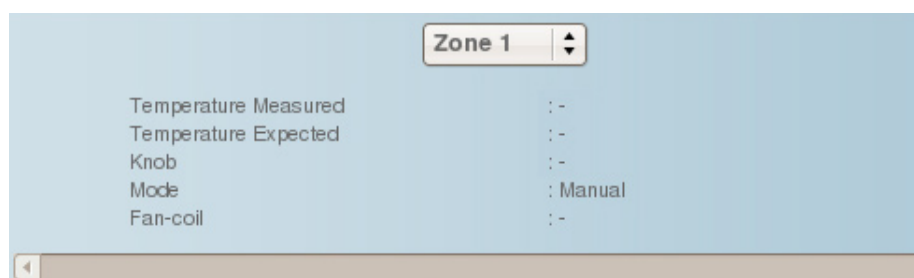 Zone 1
Temperature Measured : -
Temperature Expected : -
Knob : -
Mode : Manual
Fan-coil : -